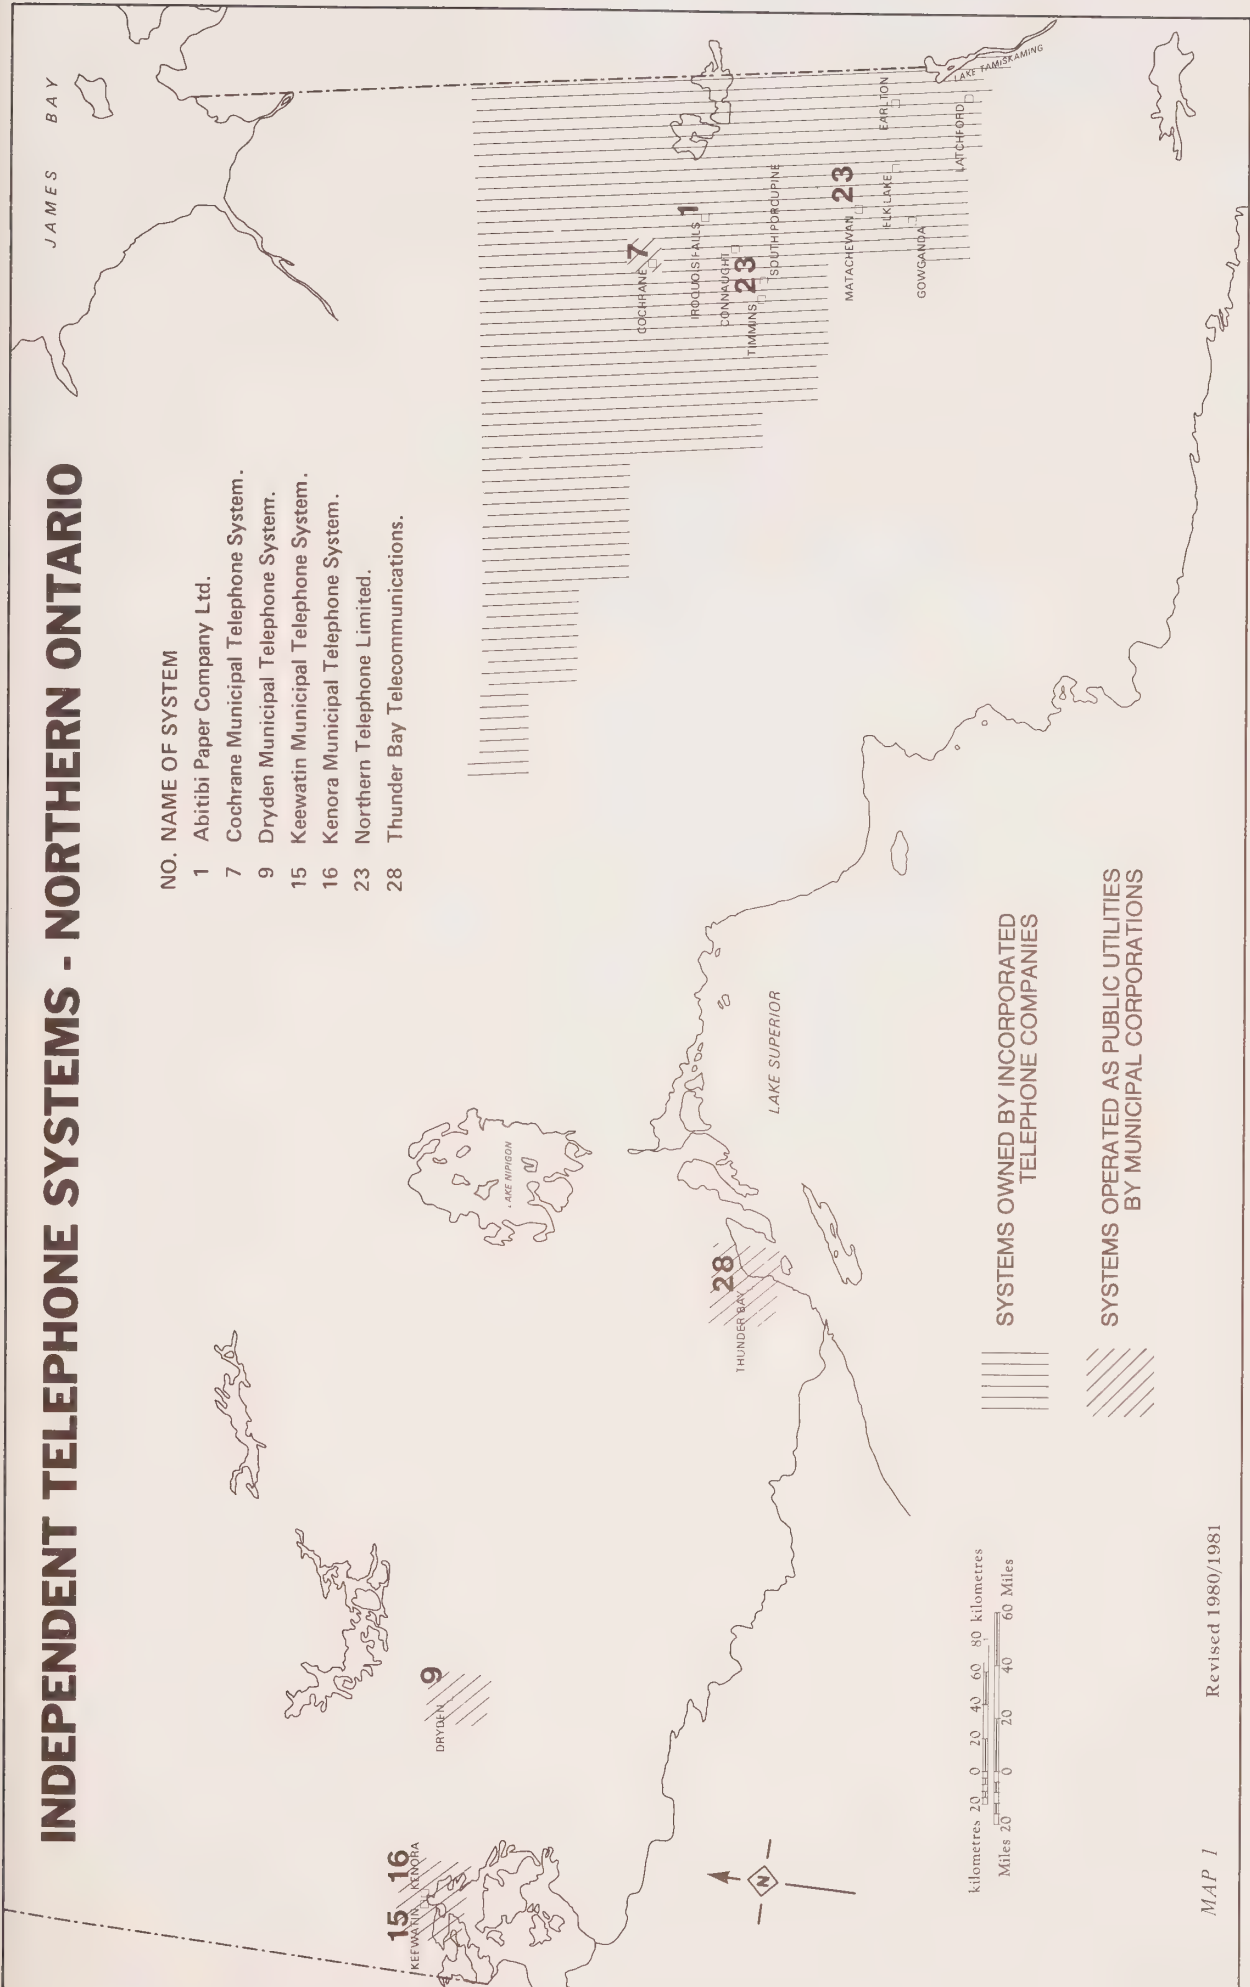 INDEPENDENT TELEPHONE SYSTEMS - NORTHERN ONTARIO
JAMES BAY
NO. NAME OF SYSTEM
1 Abitibi Paper Company Ltd.
7 Cochrane Municipal Telephone System.
9 Dryden Municipal Telephone System.
15 Keewatin Municipal Telephone System.
16 Kenora Municipal Telephone System.
23 Northern Telephone Limited.
28 Thunder Bay Telecommunications.
15 16
KEEWATIN KENORA
9
DRYDEN
LAKE NIPIGON
28
THUNDER BAY
LAKE SUPERIOR
7
COCHRANE
1
IROQUOIS FALLS
CONNAUGHT
23
TIMMINS
SOUTH PORCUPINE
23
MATACHEWAN
ELK LAKE
EARLTON
GOWGANDA
LATCHFORD
LAKE TAMISKAMING
N
SYSTEMS OWNED BY INCORPORATED
TELEPHONE COMPANIES
SYSTEMS OPERATED AS PUBLIC UTILITIES
BY MUNICIPAL CORPORATIONS
kilometres 20 0 20 40 60 80 kilometres
Miles 20 0 20 40 60 Miles
MAP 1
Revised 1980/1981